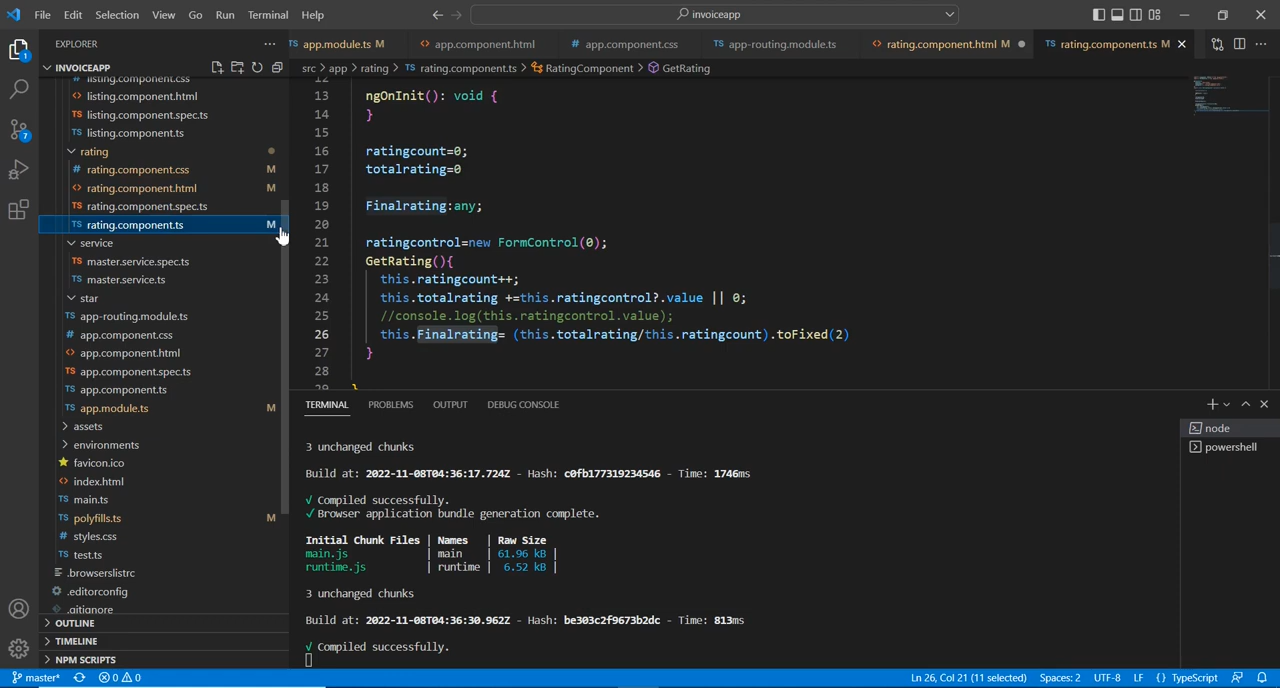 File Edit Selection View Go Run Terminal Help
invoiceapp
EXPLORER
app.module.ts M
app.component.html
app.component.css
app-routing.module.ts
rating.component.html M
rating.component.ts M
INVOICEAPP
src > app > rating > TS rating.component.ts > RatingComponent > GetRating
listing.component.css
listing.component.html
listing.component.spec.ts
listing.component.ts
rating
rating.component.css M
rating.component.html M
rating.component.spec.ts
rating.component.ts M
service
master.service.spec.ts
master.service.ts
star
app-routing.module.ts
app.component.css
app.component.html
app.component.spec.ts
app.component.ts
app.module.ts M
assets
environments
favicon.ico
index.html
main.ts
polyfills.ts M
styles.css
test.ts
.browserslistrc
.editorconfig
.gitignore
OUTLINE
TIMELINE
NPM SCRIPTS
12
13 ngOnInit(): void {
14 }
15
16 ratingcount=0;
17 totalrating=0
18
19 Finalrating:any;
20
21 ratingcontrol=new FormControl(0);
22 GetRating(){
23 this.ratingcount++;
24 this.totalrating +=this.ratingcontrol?.value || 0;
25 //console.log(this.ratingcontrol.value);
26 this.Finalrating= (this.totalrating/this.ratingcount).toFixed(2)
27 }
28
29 }
TERMINAL PROBLEMS OUTPUT DEBUG CONSOLE
node
powershell
3 unchanged chunks
Build at: 2022-11-08T04:36:17.724Z - Hash: c0fb177319234546 - Time: 1746ms
√ Compiled successfully.
√ Browser application bundle generation complete.
Initial Chunk Files | Names | Raw Size
main.js | main | 61.96 kB |
runtime.js | runtime | 6.52 kB |
3 unchanged chunks
Build at: 2022-11-08T04:36:30.962Z - Hash: be303c2f9673b2dc - Time: 813ms
√ Compiled successfully.
master* 0 0 Ln 26, Col 21 (11 selected) Spaces: 2 UTF-8 LF {} TypeScript